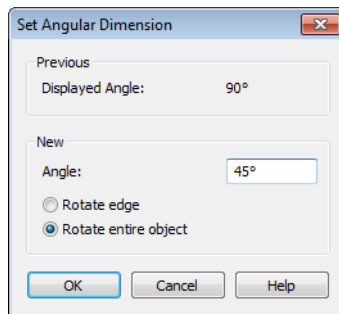 Set Angular Dimension
Previous
Displayed Angle: 90°
New
Angle: 45°
Rotate edge
Rotate entire object
OK Cancel Help